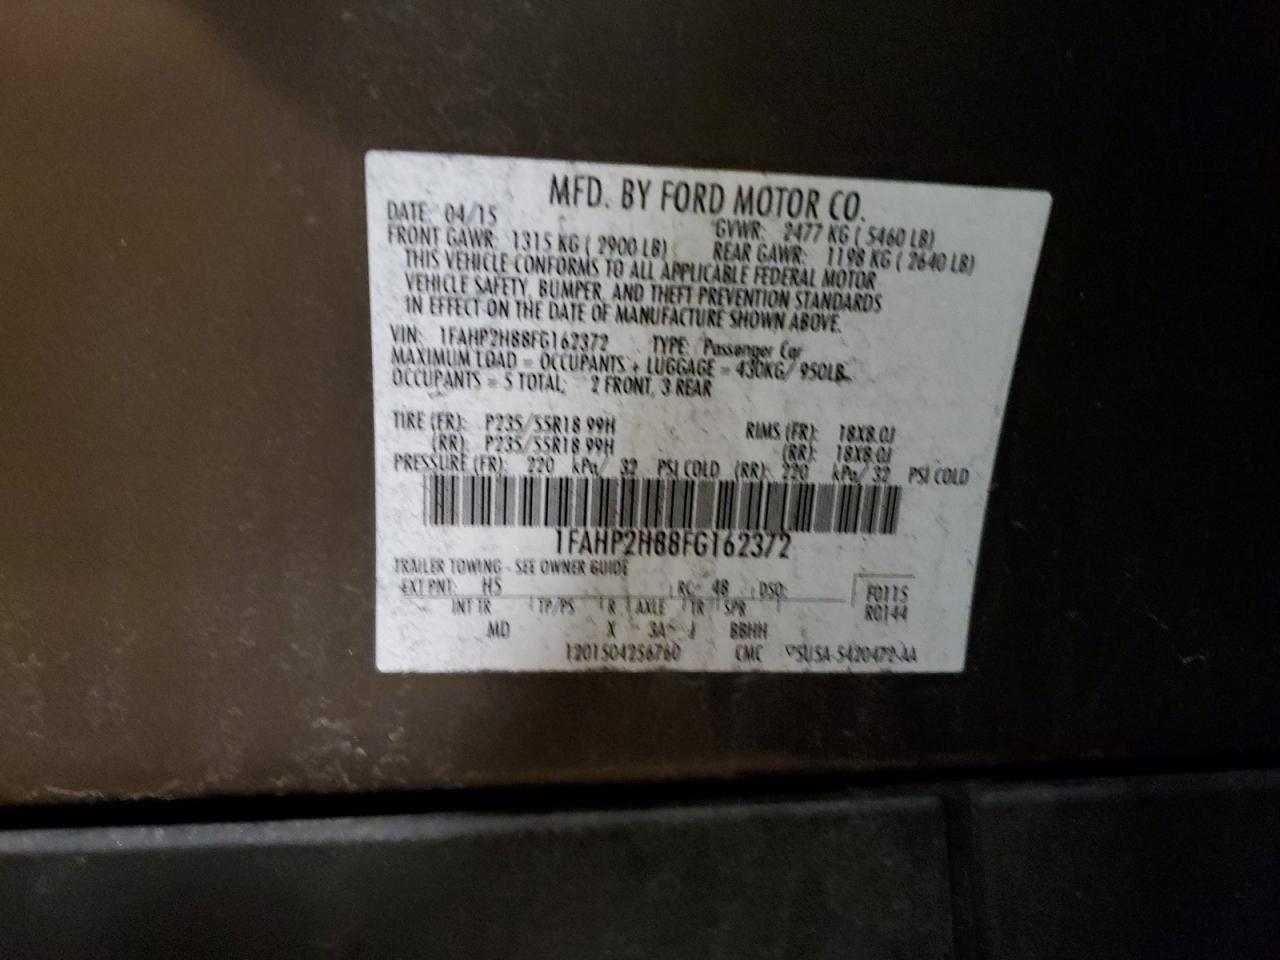 MFD. BY FORD MOTOR CO.
DATE: 04/15 GVWR: 2477 KG ( 5460 LB)
FRONT GAWR: 1315 KG ( 2900 LB) REAR GAWR: 1198 KG ( 2640 LB)
THIS VEHICLE CONFORMS TO ALL APPLICABLE FEDERAL MOTOR
VEHICLE SAFETY, BUMPER, AND THEFT PREVENTION STANDARDS
IN EFFECT ON THE DATE OF MANUFACTURE SHOWN ABOVE.
VIN: 1FAHP2H88FG162372 TYPE: Passenger Car
MAXIMUM LOAD = OCCUPANTS + LUGGAGE = 430KG/ 950LB
OCCUPANTS = 5 TOTAL; 2 FRONT, 3 REAR
TIRE (FR): P235/55R18 99H RIMS (FR): 18X8.0J
(RR): P235/55R18 99H (RR): 18X8.0J
PRESSURE (FR): 220 kPa/ 32 PSI COLD (RR): 220 kPa/ 32 PSI COLD
1FAHP2H88FG162372
TRAILER TOWING - SEE OWNER GUIDE
EXT PNT: H5 RC: 48 DSO: F0115
INT TR TP/PS R AXLE TR SPR R0144
MD X 3A J BBHH
1201504256760 CMC 5U5A-5420472-AA